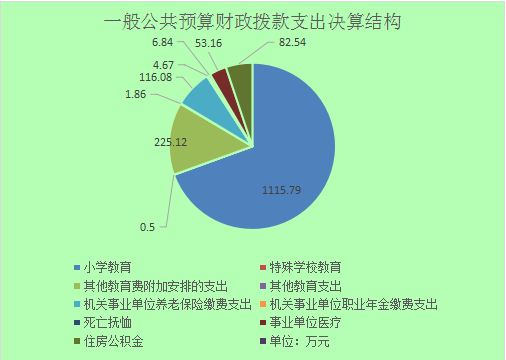 一般公共预算财政拨款支出决算结构
6.84
53.16
82.54
4.67
116.08
1.86
225.12
1115.79
0.5
小学教育
特殊学校教育
其他教育费附加安排的支出
其他教育支出
机关事业单位养老保险缴费支出
机关事业单位职业年金缴费支出
死亡抚恤
事业单位医疗
住房公积金
单位：万元